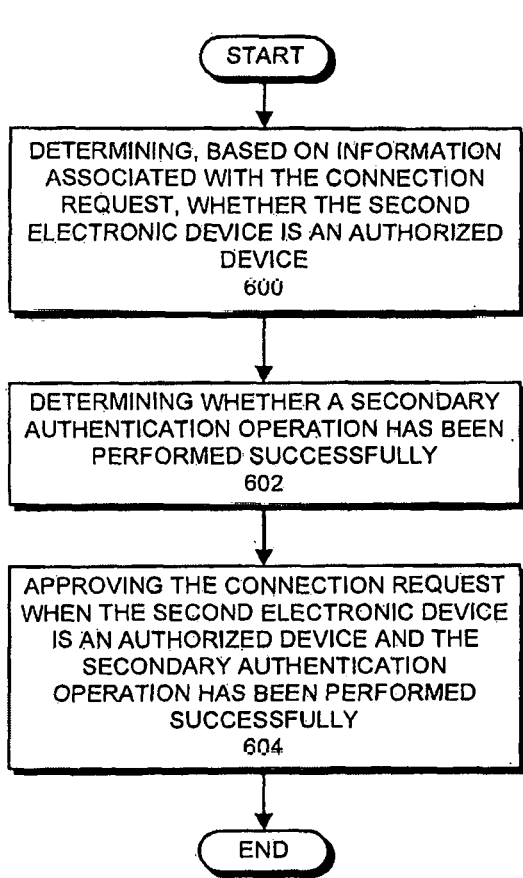 START
DETERMINING, BASED ON INFORMATION
ASSOCIATED WITH THE CONNECTION
REQUEST, WHETHER THE SECOND
ELECTRONIC DEVICE IS AN AUTHORIZED
DEVICE
600
DETERMINING WHETHER A SECONDARY
AUTHENTICATION OPERATION HAS BEEN
PERFORMED SUCCESSFULLY
602
APPROVING THE CONNECTION REQUEST
WHEN THE SECOND ELECTRONIC DEVICE
IS AN AUTHORIZED DEVICE AND THE
SECONDARY AUTHENTICATION
OPERATION HAS BEEN PERFORMED
SUCCESSFULLY
604
END